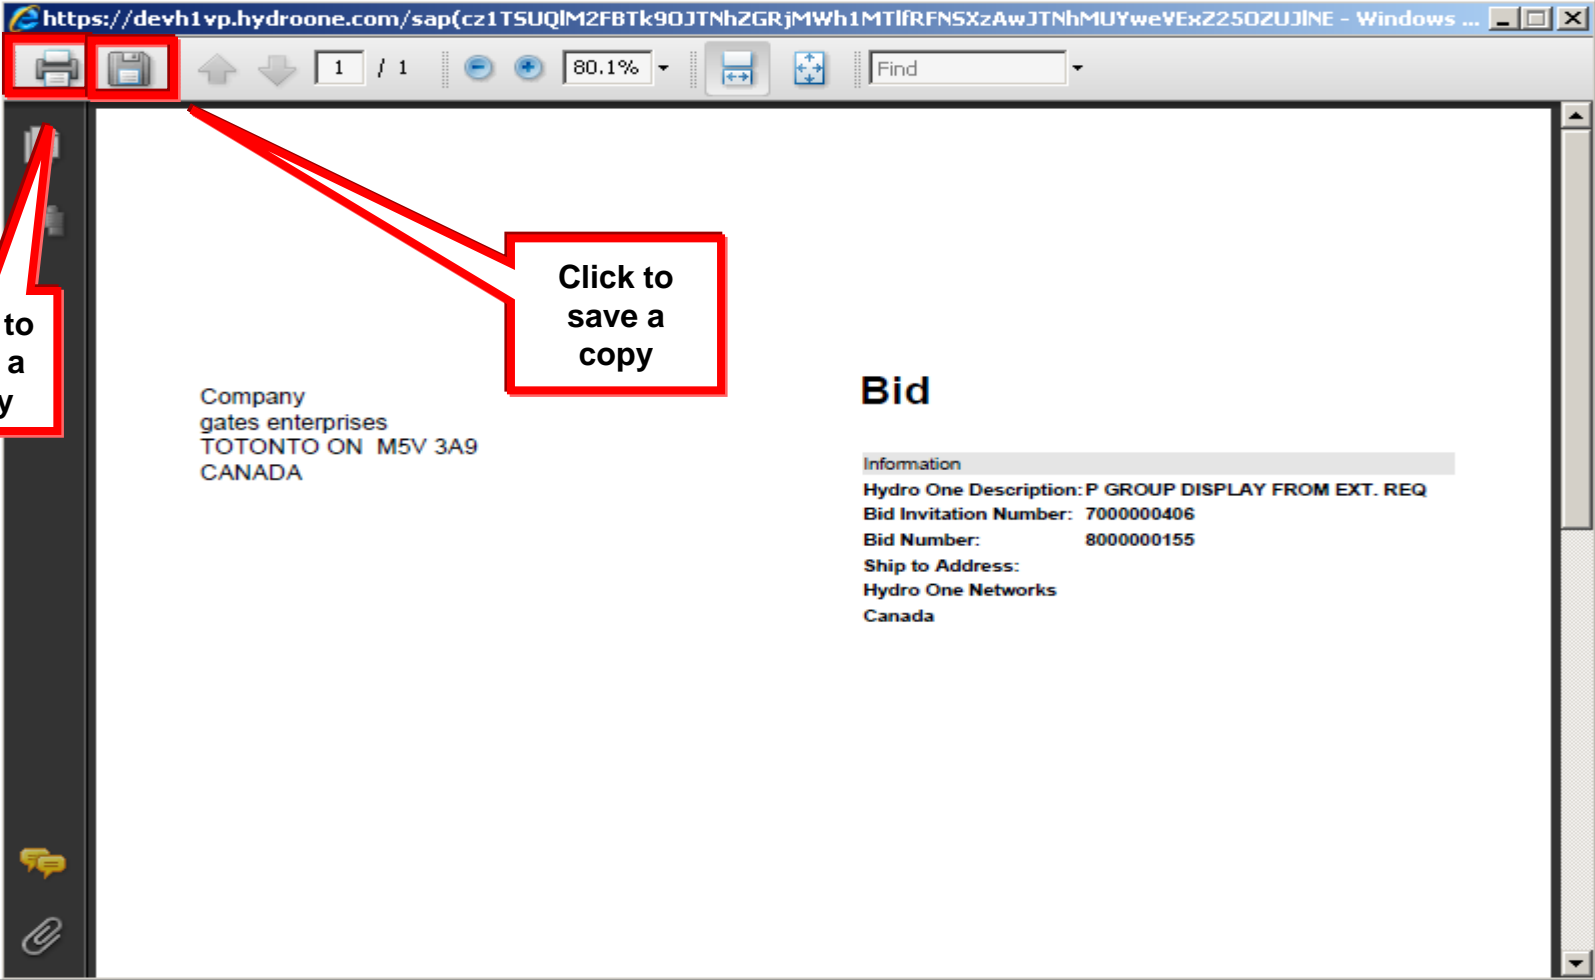 https://devh1vp.hydroone.com/sap(cz1TSUQlM2FBTk9OJTNhZGRjMWh1MTlfRFNSXzAwJTNhMUYweVExZ25OZUJlNE - Windows ...
1 / 1 80.1% Find
Click to
save a
copy
to
a
y
Company
gates enterprises
TOTONTO ON M5V 3A9
CANADA
Bid
Information
Hydro One Description: P GROUP DISPLAY FROM EXT. REQ
Bid Invitation Number: 7000000406
Bid Number: 8000000155
Ship to Address:
Hydro One Networks
Canada